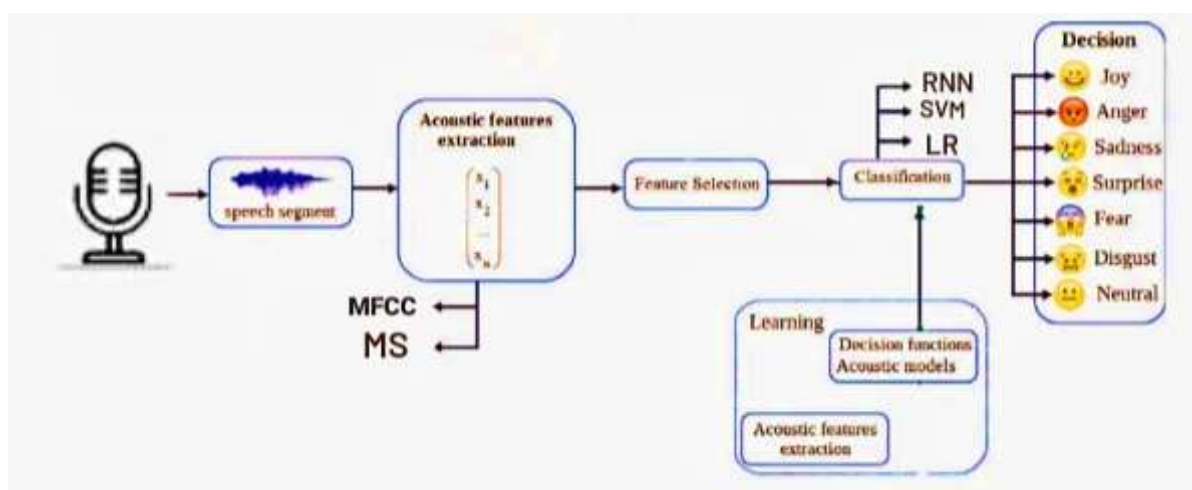 speech segment
Acoustic features
extraction
x1
x2
...
xn
MFCC
MS
Feature Selection
Classification
RNN
SVM
LR
Learning
Decision functions
Acoustic models
Acoustic features
extraction
Decision
Joy
Anger
Sadness
Surprise
Fear
Disgust
Neutral